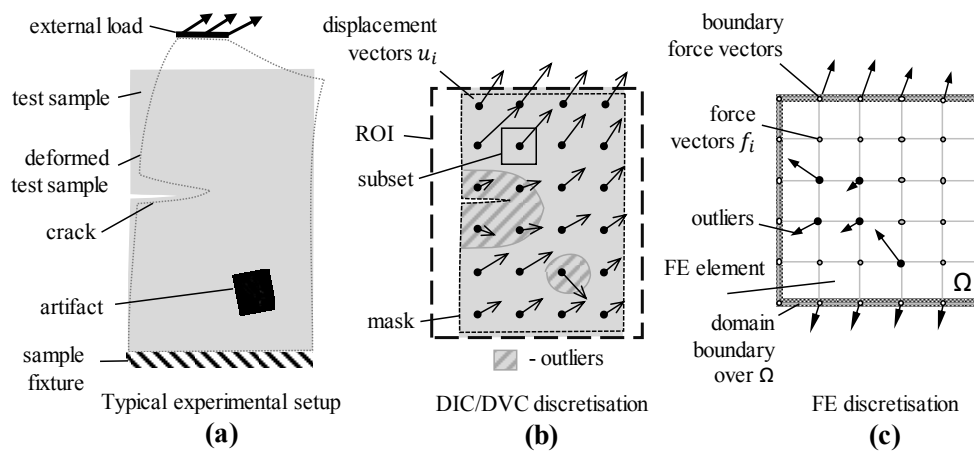 external load
test sample
deformed
test sample
crack
artifact
sample
fixture
Typical experimental setup
(a)
displacement
vectors u_i
ROI
subset
mask
- outliers
DIC/DVC discretisation
(b)
boundary
force vectors
force
vectors f_i
outliers
FE element
Ω
domain
boundary
over Ω
FE discretisation
(c)